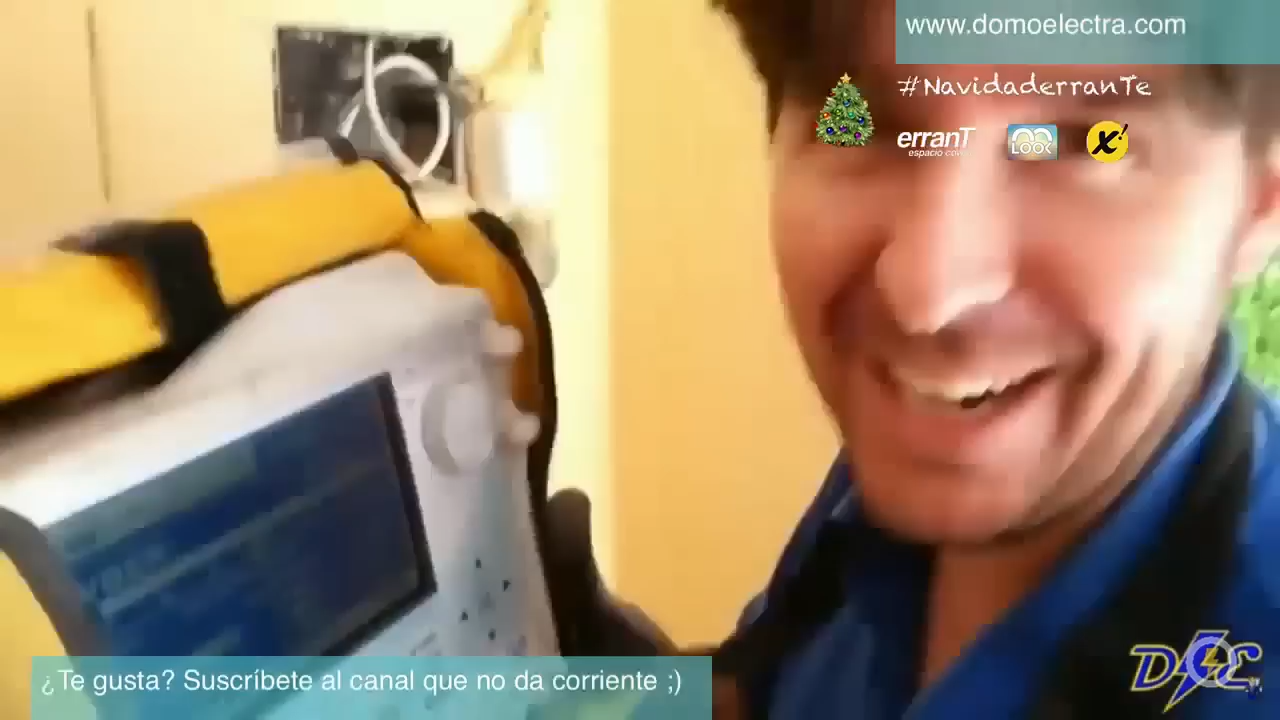 www.domoelectra.com
#NavidaderranTe
erranT
LOOK
x!
¿Te gusta? Suscríbete al canal que no da corriente ;)